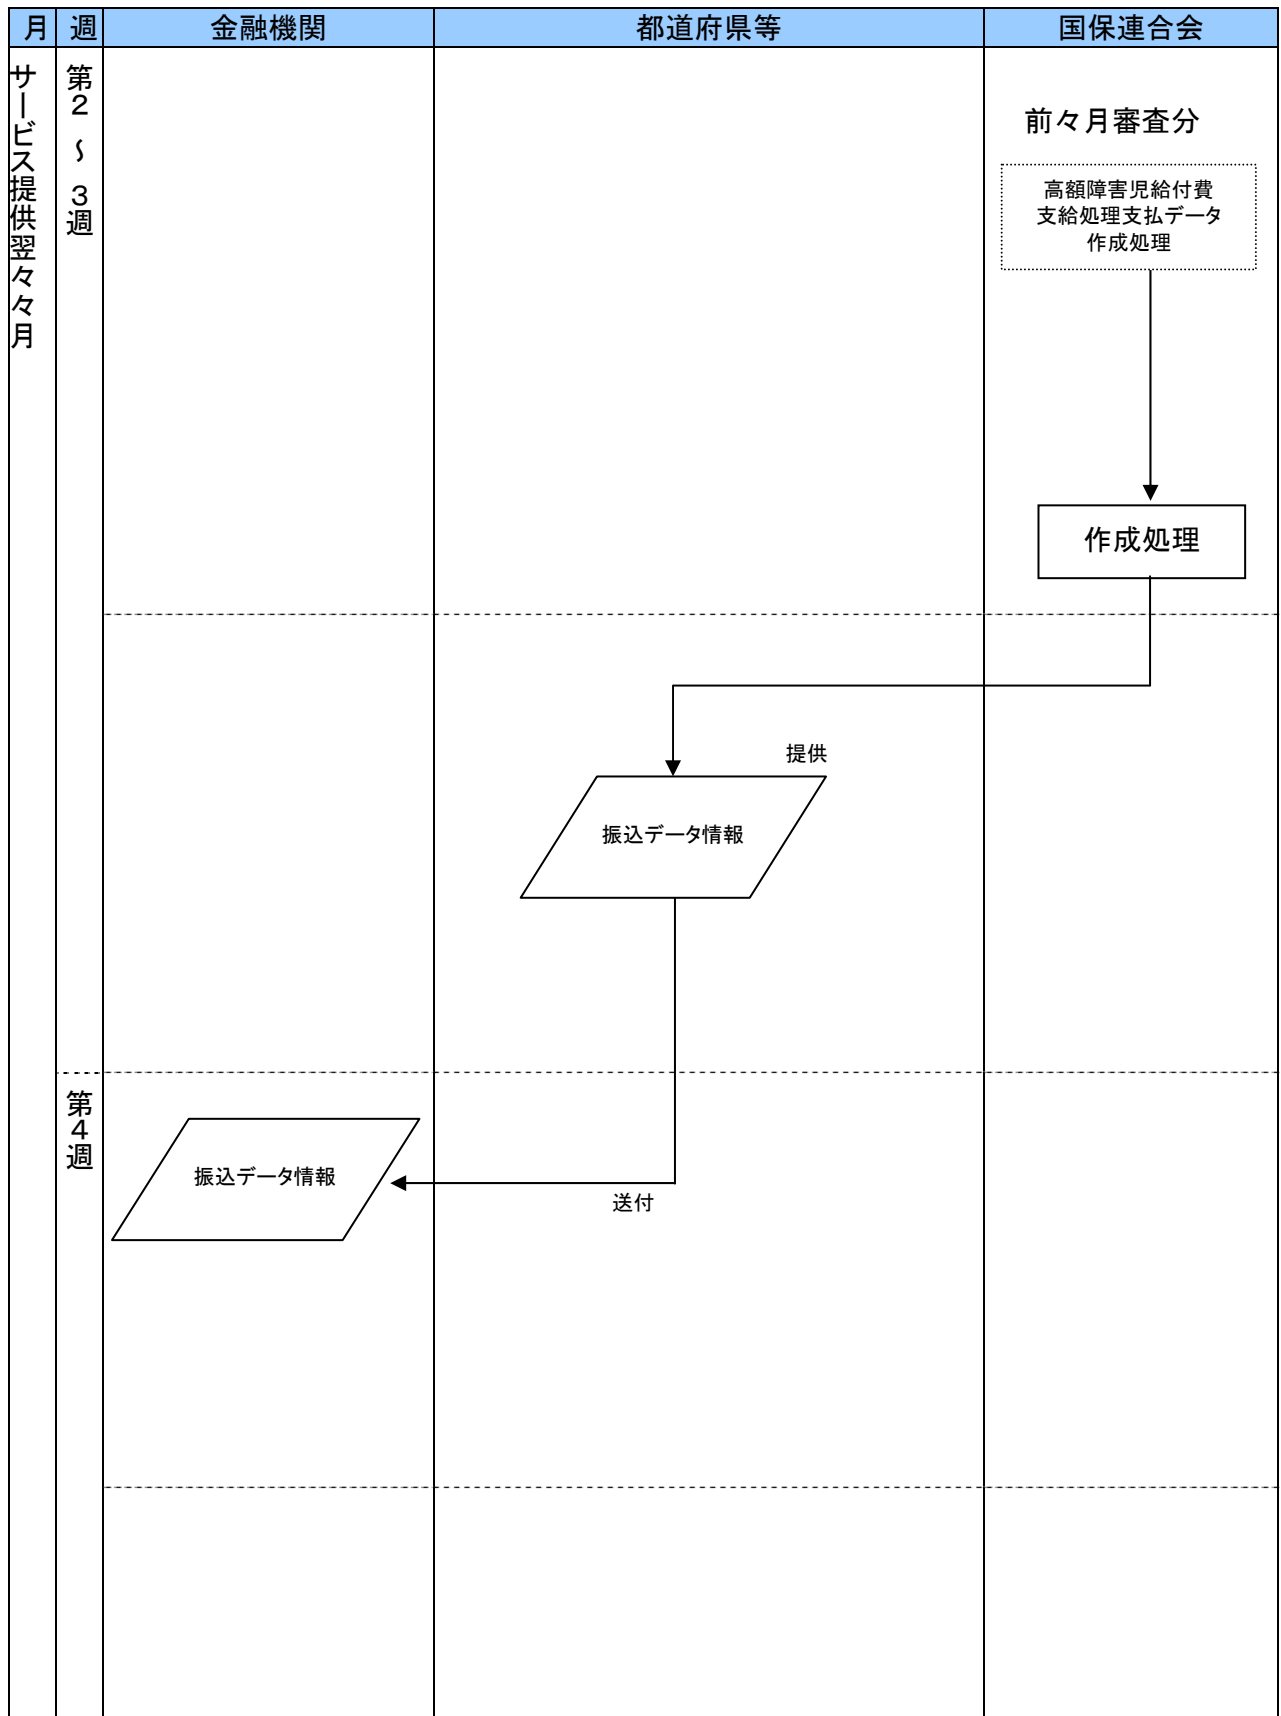 月 週 金融機関 都道府県等 国保連合会
サービス提供翌々々月
第2～3週
前々月審査分
高額障害児給付費
支給処理支払データ
作成処理
作成処理
提供
振込データ情報
第4週
振込データ情報
送付